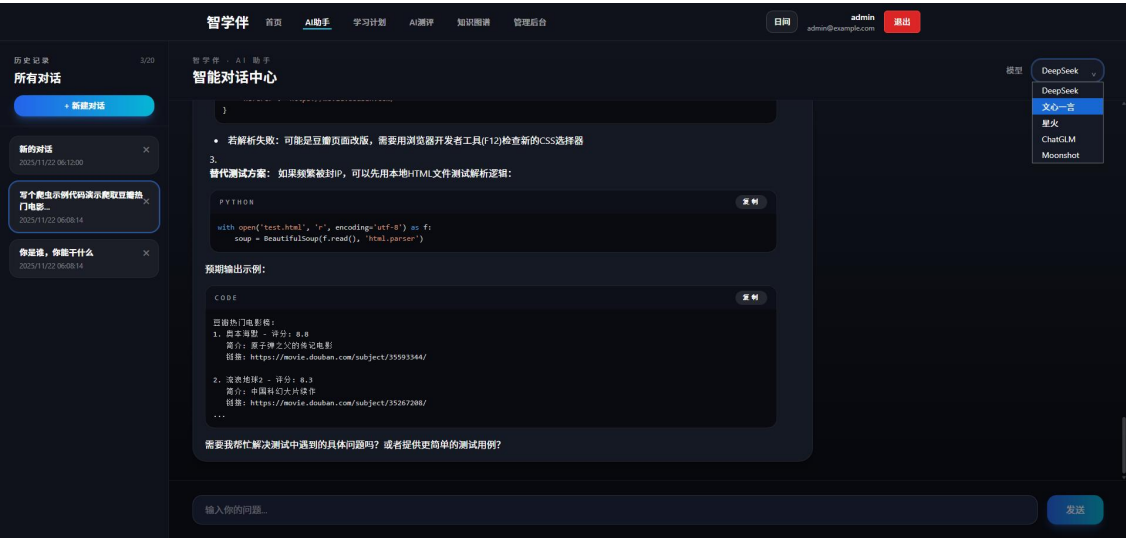 智学伴 首页 AI助手 学习计划 AI测评 知识图谱 管理后台 日间 admin 退出
admin@example.com
历史记录 3/20
所有对话
+ 新建对话
新的对话 ×
2025/11/22 06:12:00
写个爬虫示例代码演示爬取豆瓣热
门电影... ×
2025/11/22 06:08:14
你是谁，你能干什么 ×
2025/11/22 06:08:14
智学伴 · AI 助手
智能对话中心
模型 DeepSeek
DeepSeek
文心一言
星火
ChatGLM
Moonshot
}
• 若解析失败：可能是豆瓣页面改版，需要用浏览器开发者工具(F12)检查新的CSS选择器
3.
替代测试方案： 如果频繁被封IP，可以先用本地HTML文件测试解析逻辑：
PYTHON 复制
with open('test.html', 'r', encoding='utf-8') as f:
soup = BeautifulSoup(f.read(), 'html.parser')
预期输出示例：
CODE 复制
豆瓣热门电影榜：
1. 奥本海默 - 评分: 8.8
简介: 原子弹之父的传记电影
链接: https://movie.douban.com/subject/35593344/
2. 流浪地球2 - 评分: 8.3
简介: 中国科幻大片续作
链接: https://movie.douban.com/subject/35267208/
...
需要我帮忙解决测试中遇到的具体问题吗？或者提供更简单的测试用例？
输入你的问题... 发送